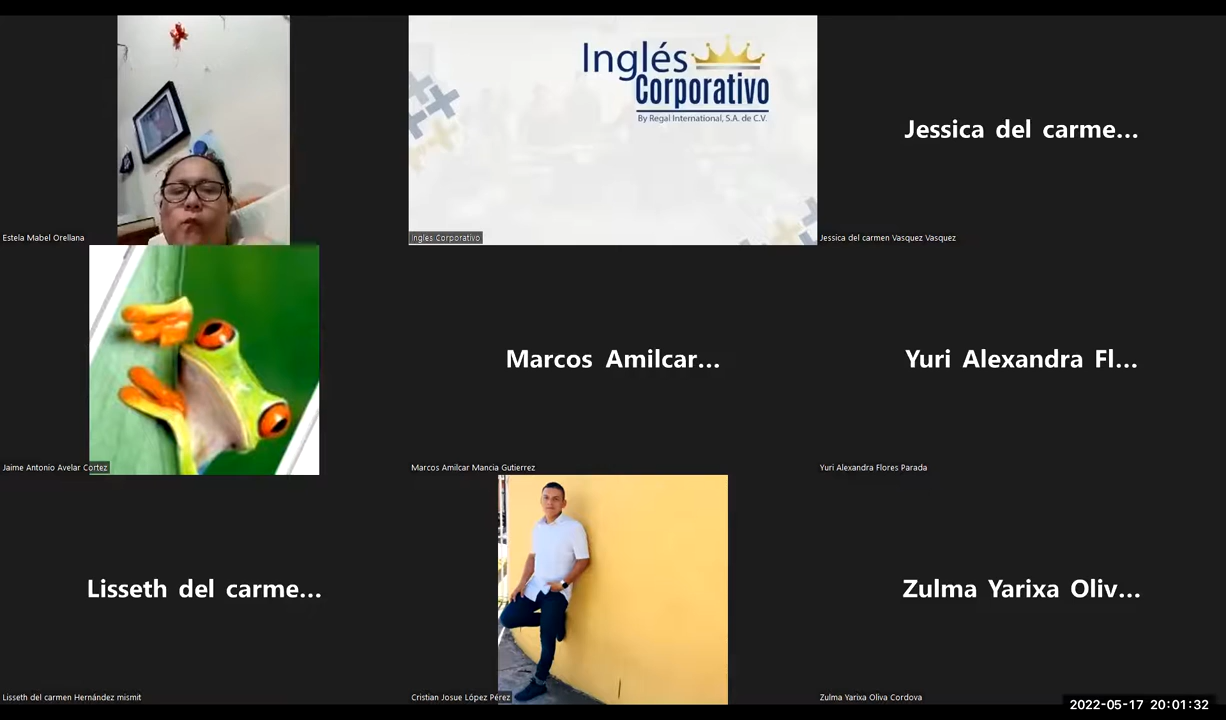 Inglés
Corporativo
By Regal International, S.A. de C.V.
Jessica del carme...
Estela Mabel Orellana
Ingles Corporativo
Jessica del carmen Vasquez Vasquez
Marcos Amilcar...
Yuri Alexandra Fl...
Jaime Antonio Avelar Cortez
Marcos Amilcar Mancia Gutierrez
Yuri Alexandra Flores Parada
Lisseth del carme...
Zulma Yarixa Oliv...
Lisseth del carmen Hernández mismit
Cristian Josue López Pérez
Zulma Yarixa Oliva Cordova
2022-05-17 20:01:32